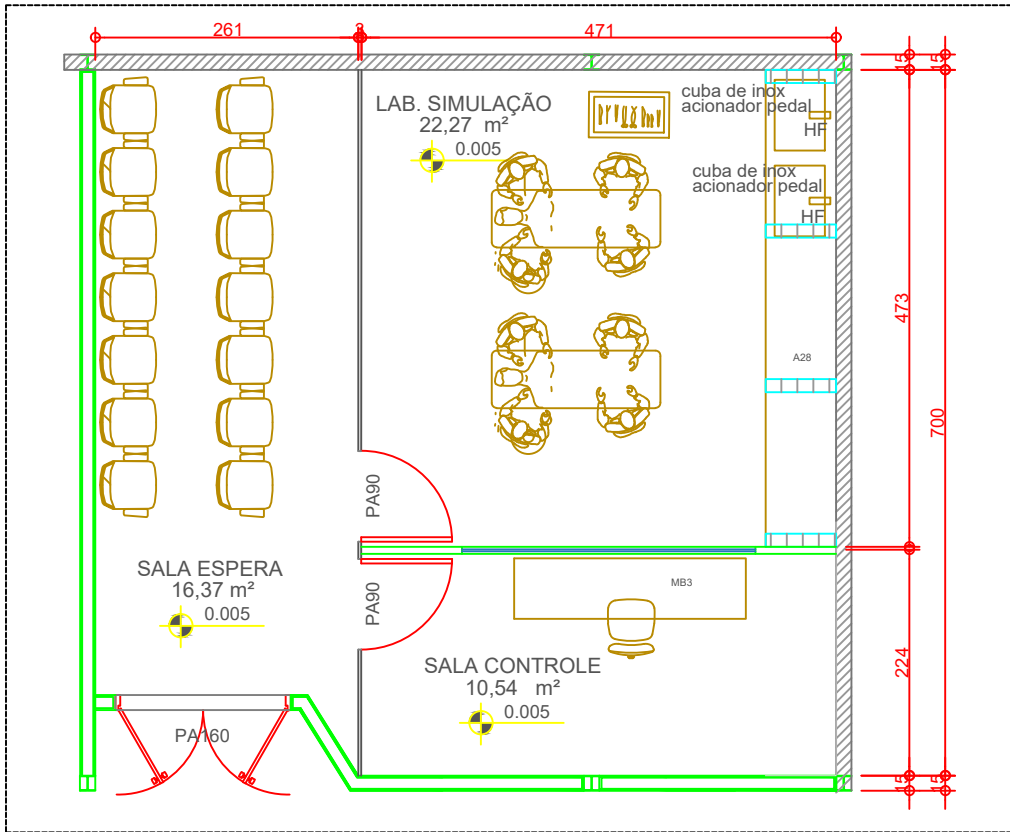 261
3
471
15
15
LAB. SIMULAÇÃO
22,27 m²
0.005
cuba de inox
acionador pedal
HF
cuba de inox
acionador pedal
HF
473
A28
700
PA90
PA90
SALA ESPERA
16,37 m²
0.005
MB3
SALA CONTROLE
10,54 m²
0.005
224
PA160
15
15